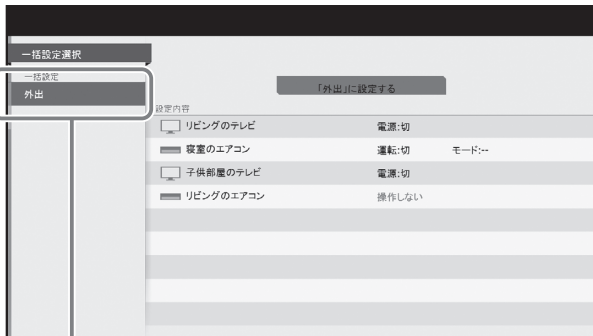 一括設定選択
一括設定
外出
「外出」に設定する
設定内容
リビングのテレビ 電源:切
寝室のエアコン 運転:切 モード:--
子供部屋のテレビ 電源:切
リビングのエアコン 操作しない